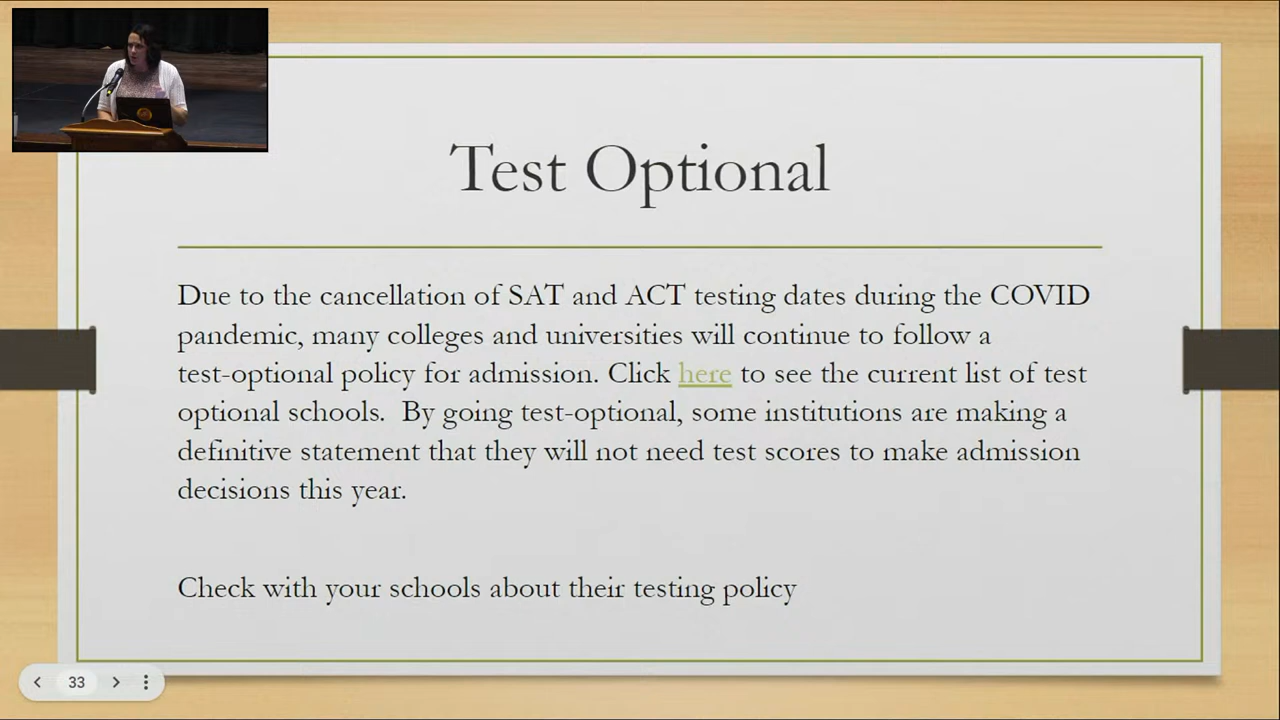 Test Optional
Due to the cancellation of SAT and ACT testing dates during the COVID
pandemic, many colleges and universities will continue to follow a
test-optional policy for admission. Click here to see the current list of test
optional schools.  By going test-optional, some institutions are making a
definitive statement that they will not need test scores to make admission
decisions this year.
Check with your schools about their testing policy
33